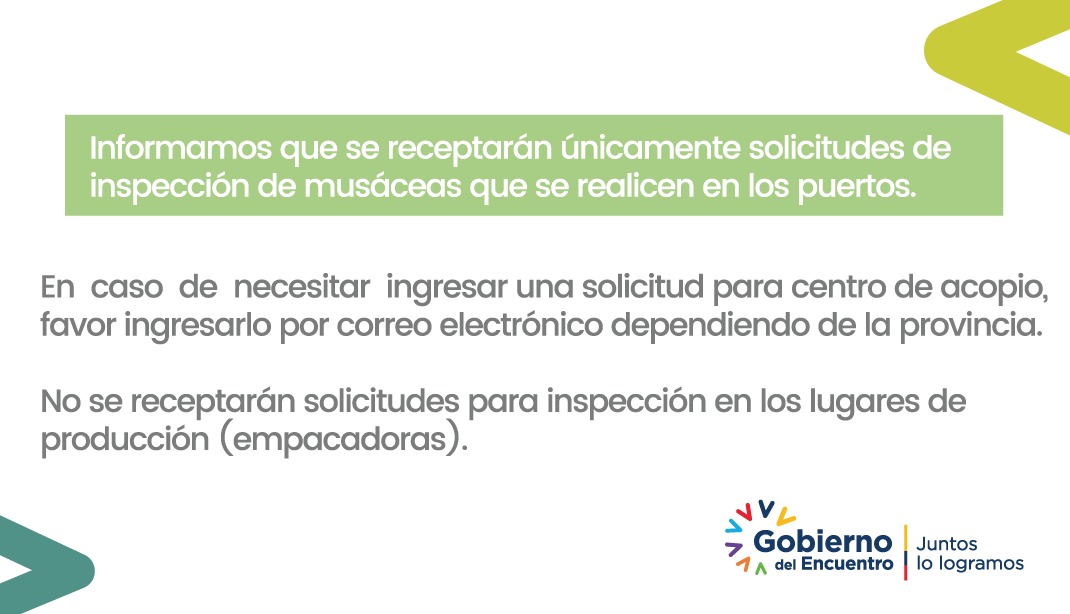 Informamos que se receptarán únicamente solicitudes de
inspección de musáceas que se realicen en los puertos.
En caso de necesitar ingresar una solicitud para centro de acopio,
favor ingresarlo por correo electrónico dependiendo de la provincia.
No se receptarán solicitudes para inspección en los lugares de
producción (empacadoras).
Gobierno
del Encuentro
Juntos
lo logramos